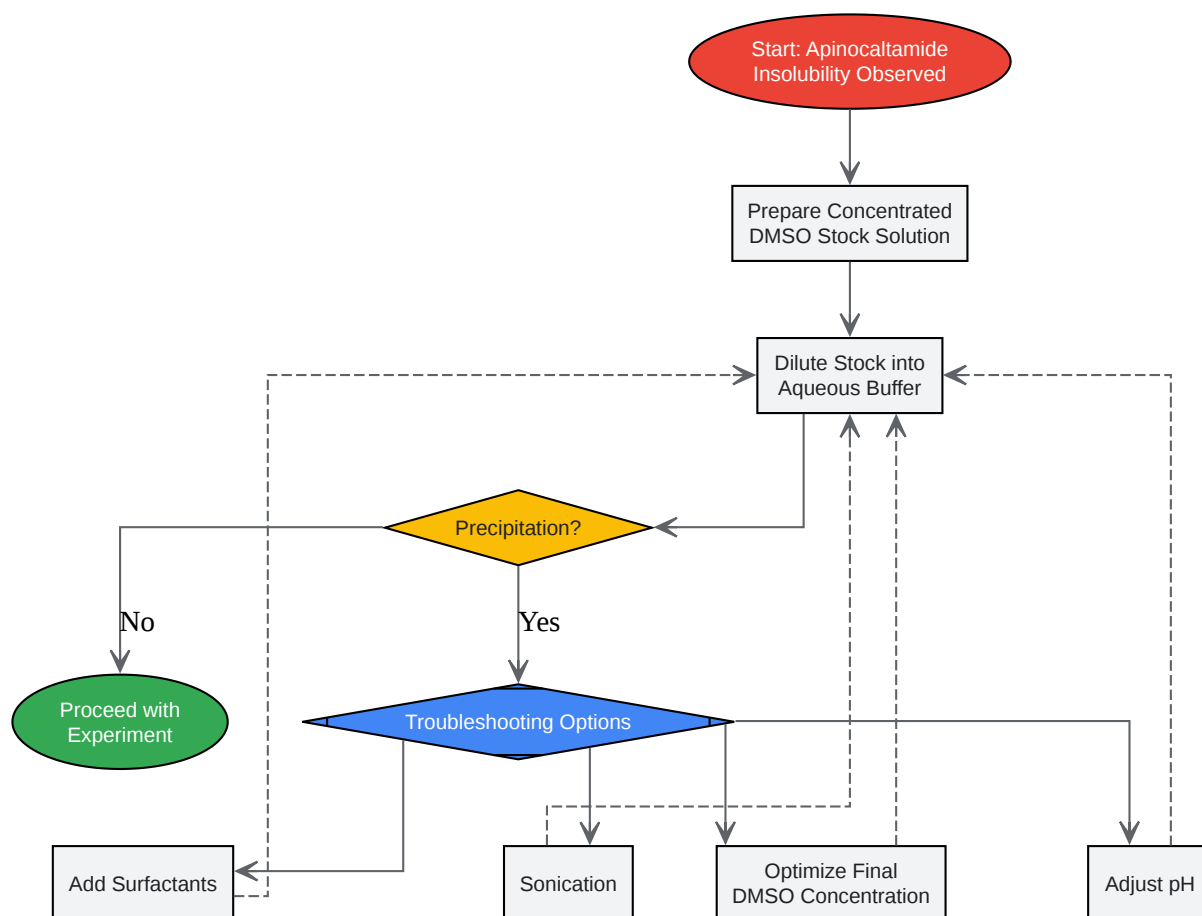 Start: Apinocaltamide
Insolubility Observed
Prepare Concentrated
DMSO Stock Solution
Dilute Stock into
Aqueous Buffer
Precipitation?
No
Yes
Proceed with
Experiment
Troubleshooting Options
Add Surfactants
Sonication
Optimize Final
DMSO Concentration
Adjust pH